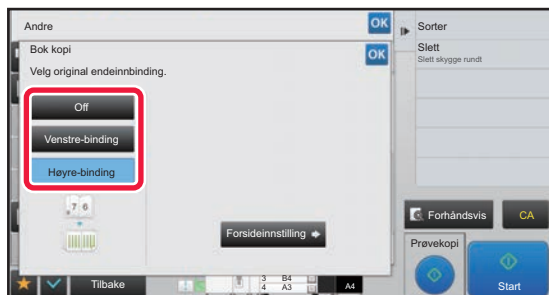 Andre
OK
Sorter
Bok kopi
OK
Slett
Slett skygge rundt
Velg original endeinnbinding.
Off
Venstre-binding
Høyre-binding
7 6
Forsideinnstilling
Forhåndsvis
CA
Prøvekopi
Tilbake
3 B4
4 A3
A4
Start